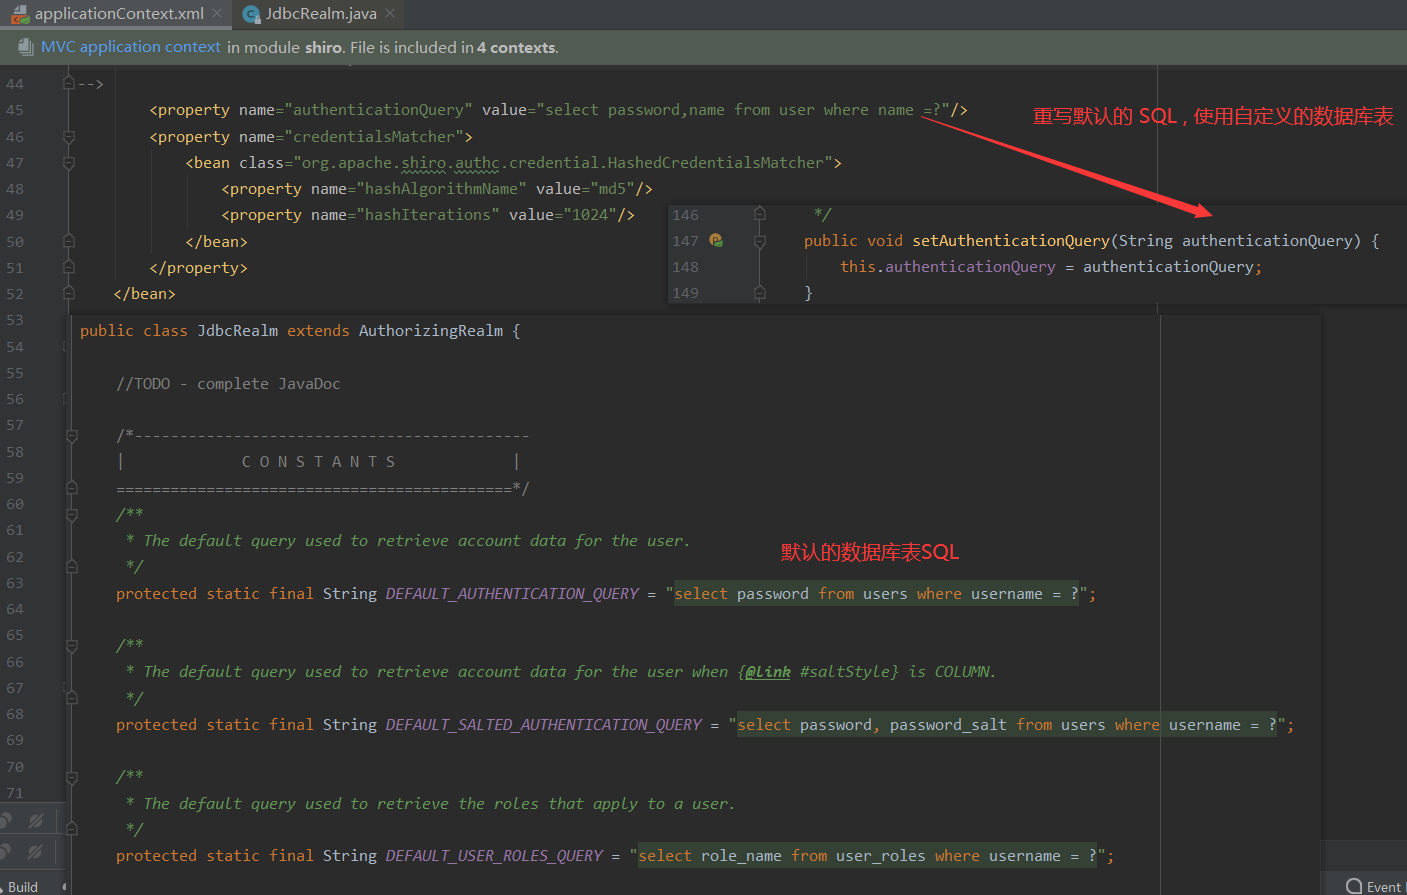 applicationContext.xml JdbcRealm.java
MVC application context in module shiro. File is included in 4 contexts.
44 -->
45 <property name="authenticationQuery" value="select password,name from user where name =?"/>
重写默认的 SQL，使用自定义的数据库表
46 <property name="credentialsMatcher">
47 <bean class="org.apache.shiro.authc.credential.HashedCredentialsMatcher">
48 <property name="hashAlgorithmName" value="md5"/>
49 <property name="hashIterations" value="1024"/>
50 </bean>
51 </property>
52 </bean>
146 */
147 public void setAuthenticationQuery(String authenticationQuery) {
148 this.authenticationQuery = authenticationQuery;
149 }
53
public class JdbcRealm extends AuthorizingRealm {
54
55
//TODO - complete JavaDoc
56
57
/*--------------------------------------------
58
| C O N S T A N T S |
59
============================================*/
60
/**
61
* The default query used to retrieve account data for the user.
62
*/
默认的数据库表SQL
63
protected static final String DEFAULT_AUTHENTICATION_QUERY = "select password from users where username = ?";
64
65
/**
66
* The default query used to retrieve account data for the user when {@link #saltStyle} is COLUMN.
67
*/
68
protected static final String DEFAULT_SALTED_AUTHENTICATION_QUERY = "select password, password_salt from users where username = ?";
69
70
/**
71
* The default query used to retrieve the roles that apply to a user.
*/
protected static final String DEFAULT_USER_ROLES_QUERY = "select role_name from user_roles where username = ?";
Build
Event